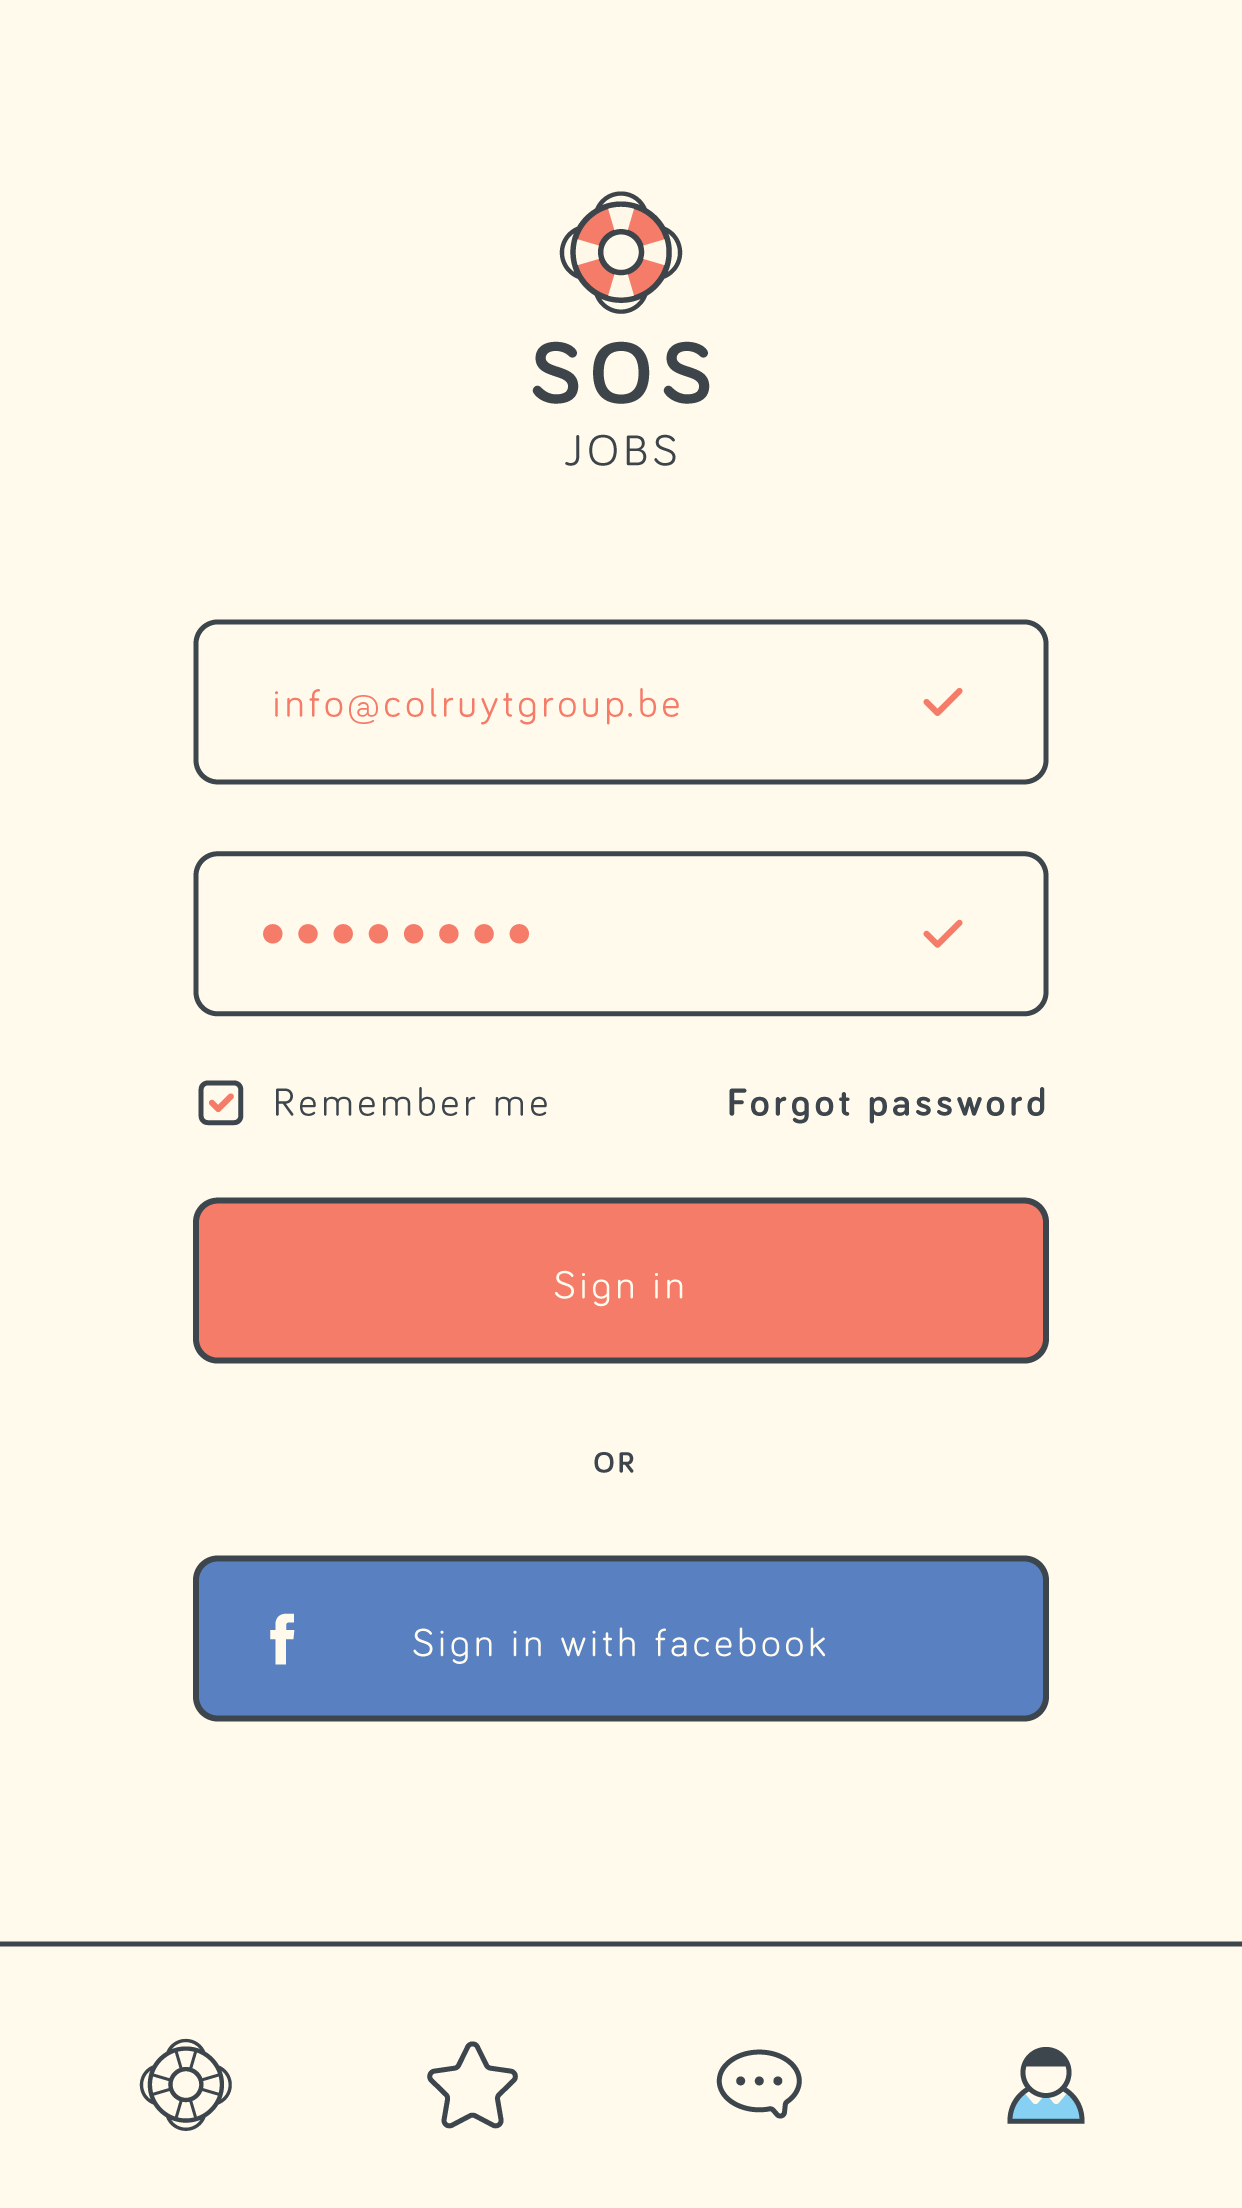 SOS
JOBS
info@colruytgroup.be
Remember me
Forgot password
Sign in
OR
f
Sign in with facebook